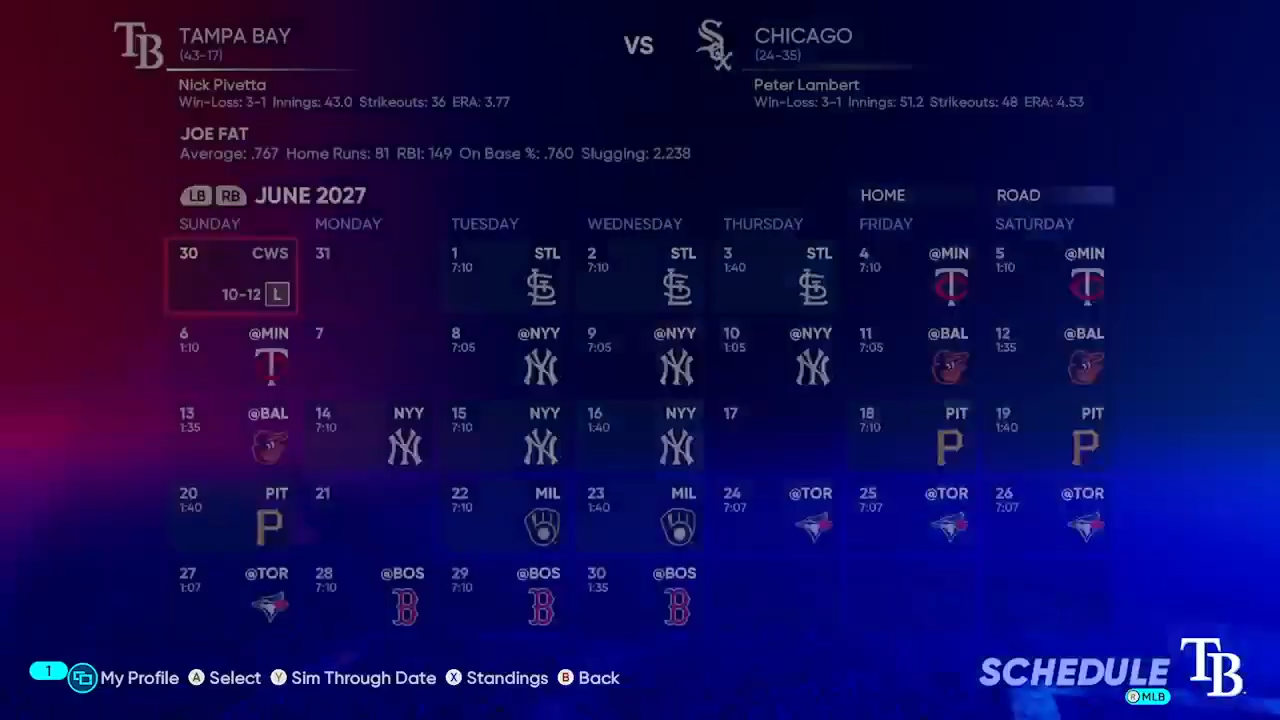 TB TAMPA BAY VS CHICAGO
(43-17) (24-35)
Nick Pivetta Peter Lambert
Win-Loss: 3-1 Innings: 43.0 Strikeouts: 36 ERA: 3.77 Win-Loss: 3-1 Innings: 51.2 Strikeouts: 48 ERA: 4.53
JOE FAT
Average: .767 Home Runs: 81 RBI: 149 On Base %: .760 Slugging: 2.238
LB RB JUNE 2027 HOME ROAD
SUNDAY MONDAY TUESDAY WEDNESDAY THURSDAY FRIDAY SATURDAY
30 CWS 31 1 STL 2 STL 3 STL 4 @MIN 5 @MIN
7:10 7:10 1:40 7:10 1:10
10-12 L
6 @MIN 7 8 @NYY 9 @NYY 10 @NYY 11 @BAL 12 @BAL
1:10 7:05 7:05 1:05 7:05 1:35
13 @BAL 14 NYY 15 NYY 16 NYY 17 18 PIT 19 PIT
1:35 7:10 7:10 1:40 7:10 1:40
20 PIT 21 22 MIL 23 MIL 24 @TOR 25 @TOR 26 @TOR
1:40 7:10 1:40 7:07 7:07 7:07
27 @TOR 28 @BOS 29 @BOS 30 @BOS
1:07 7:10 7:10 1:35
1 My Profile A Select Y Sim Through Date X Standings B Back
SCHEDULE TB
R MLB